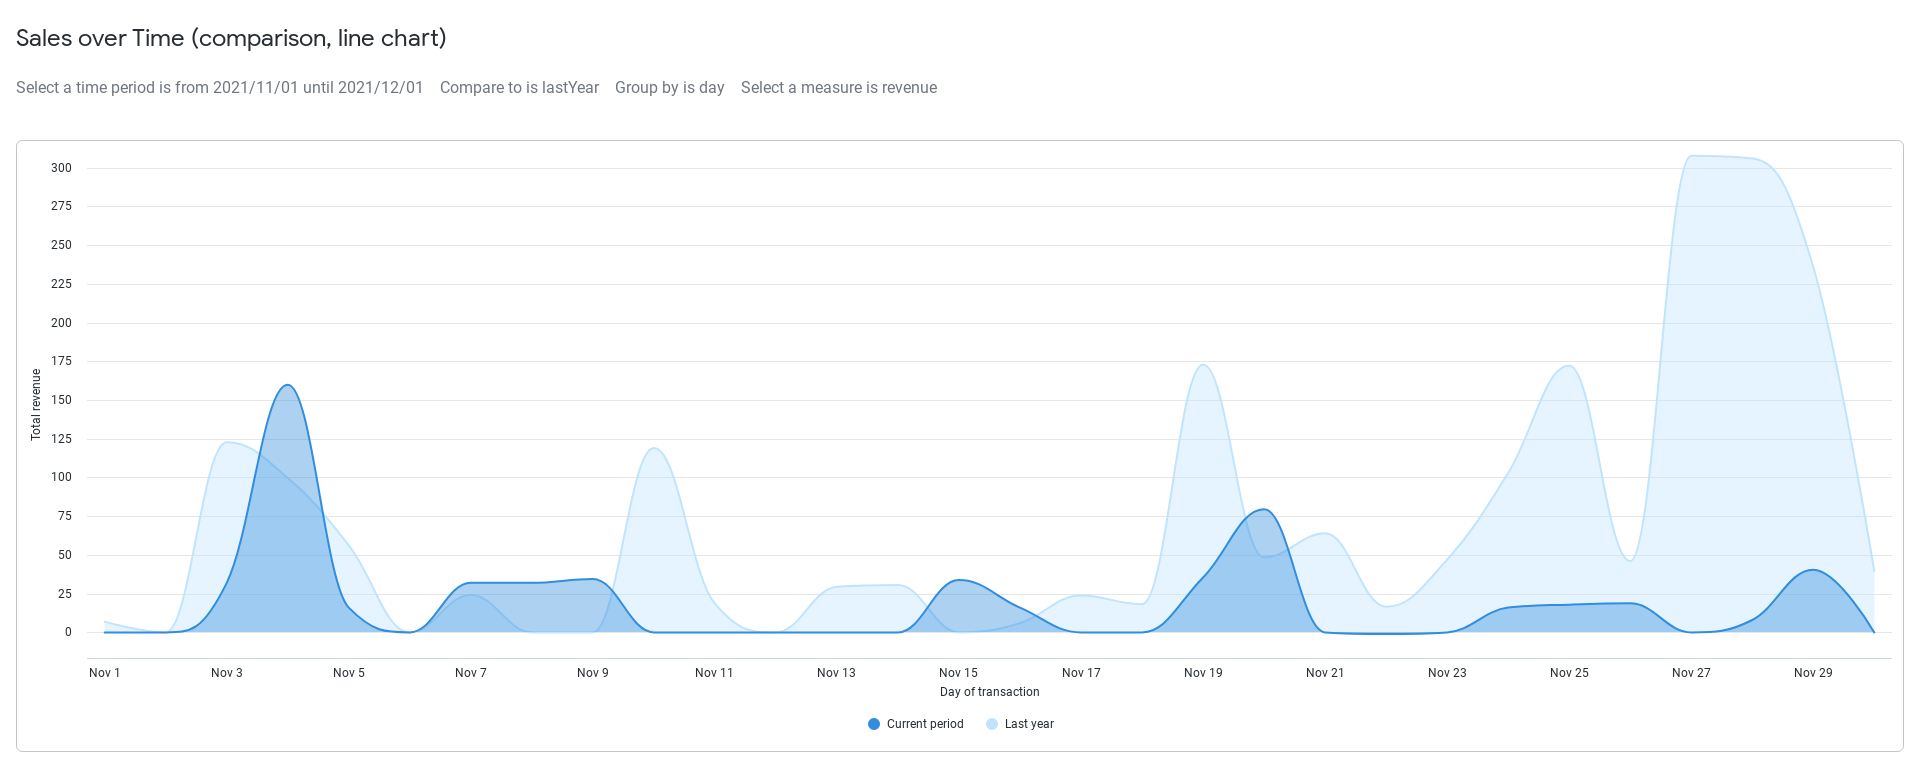 Sales over Time (comparison, line chart)
Select a time period is from 2021/11/01 until 2021/12/01 Compare to is lastYear Group by is day Select a measure is revenue
300
275
250
225
200
175
150
125
100
75
50
25
0
Total revenue
Nov 1 Nov 3 Nov 5 Nov 7 Nov 9 Nov 11 Nov 13 Nov 15 Nov 17 Nov 19 Nov 21 Nov 23 Nov 25 Nov 27 Nov 29
Day of transaction
Current period Last year